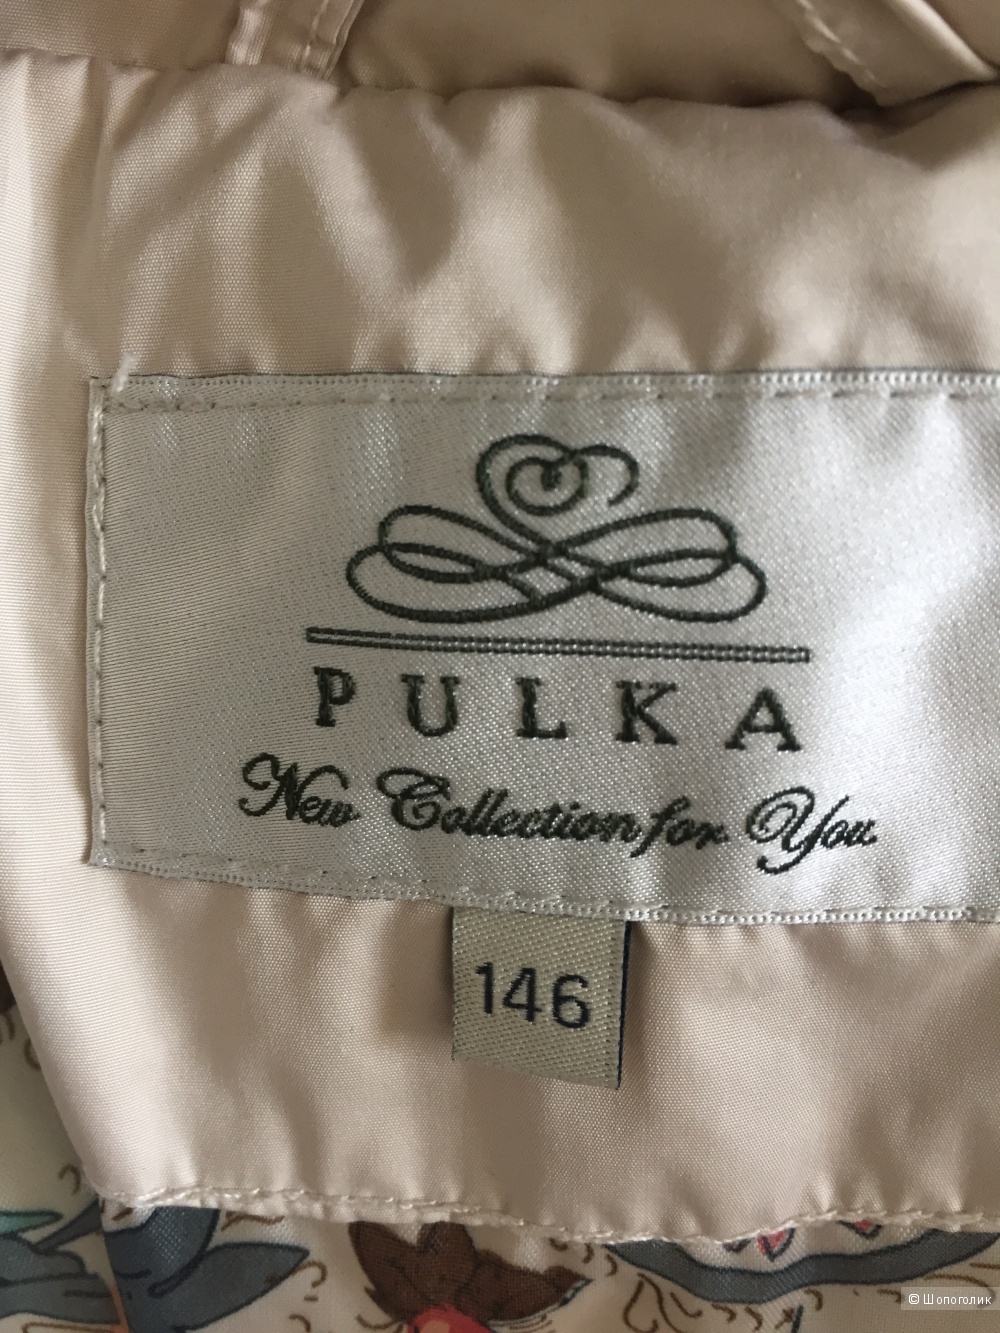 PULKA
New Collection for You
146
© Шопоголик